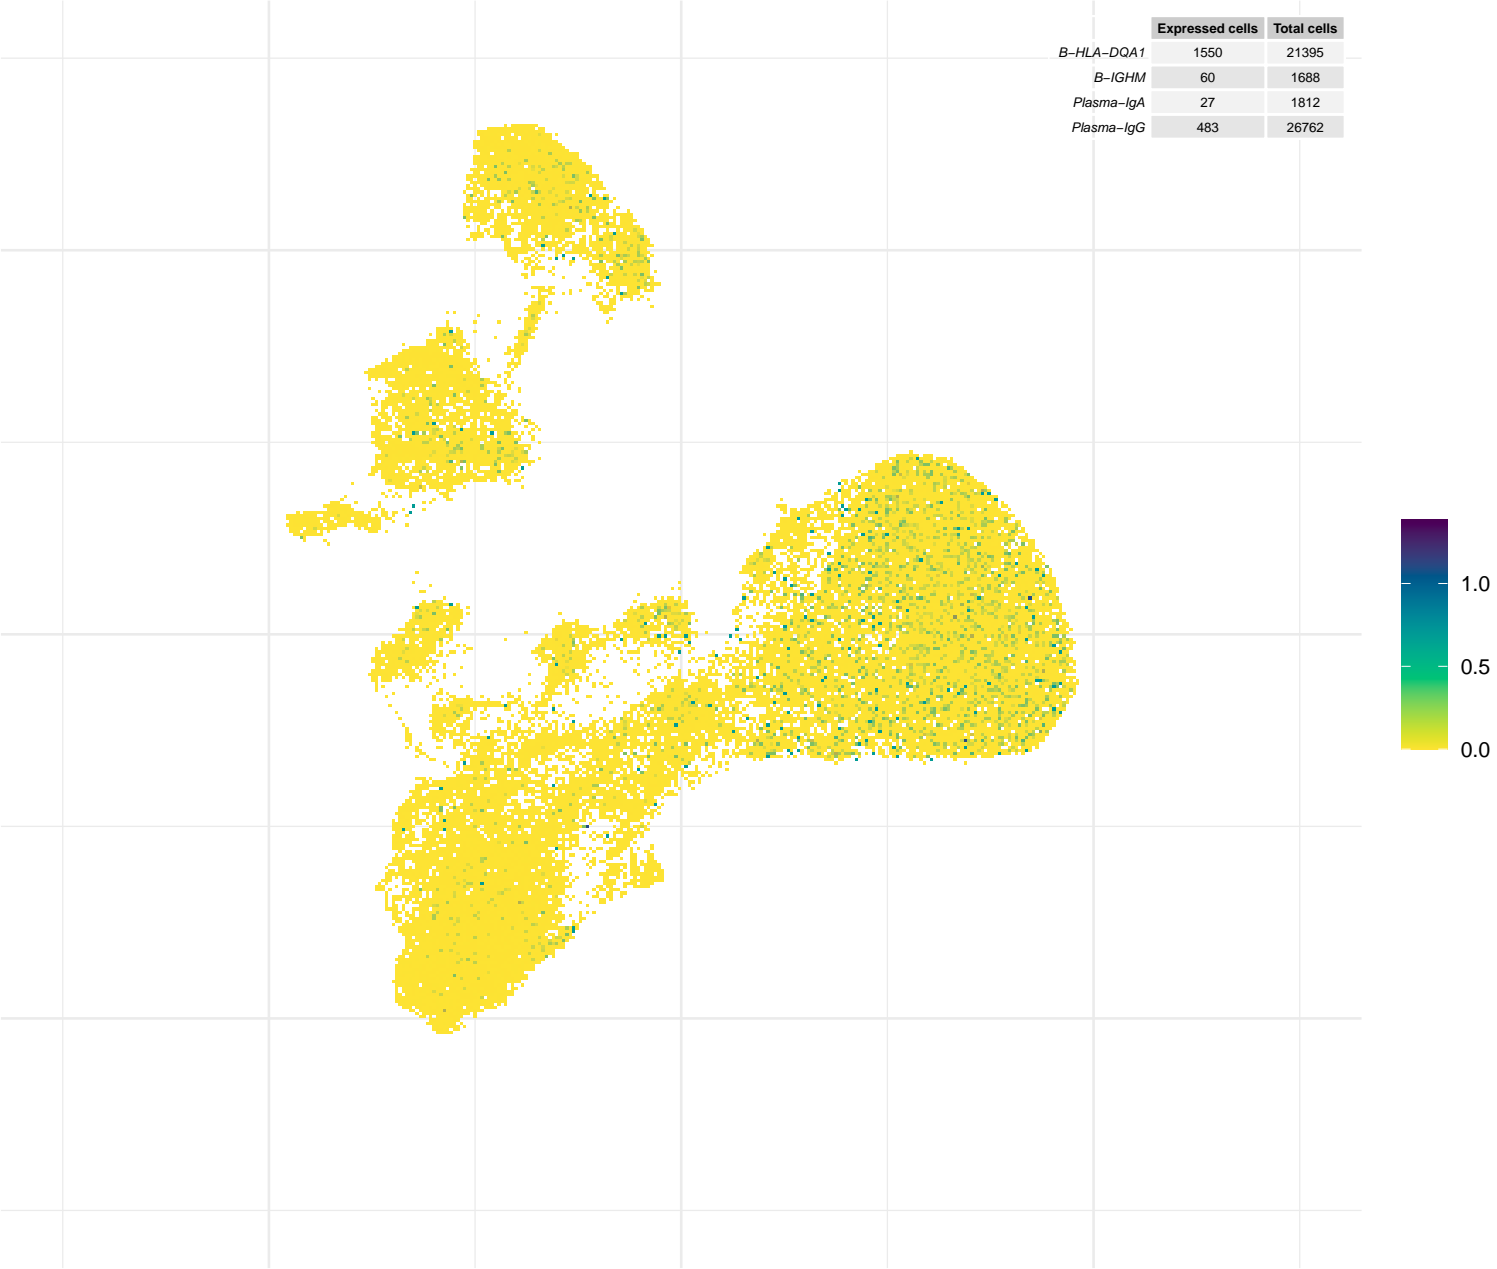 Expressed cells Total cells
B−HLA−DQA1 1550 21395
B−IGHM 60 1688
Plasma−IgA 27 1812
Plasma−IgG 483 26762
1.0
0.5
0.0